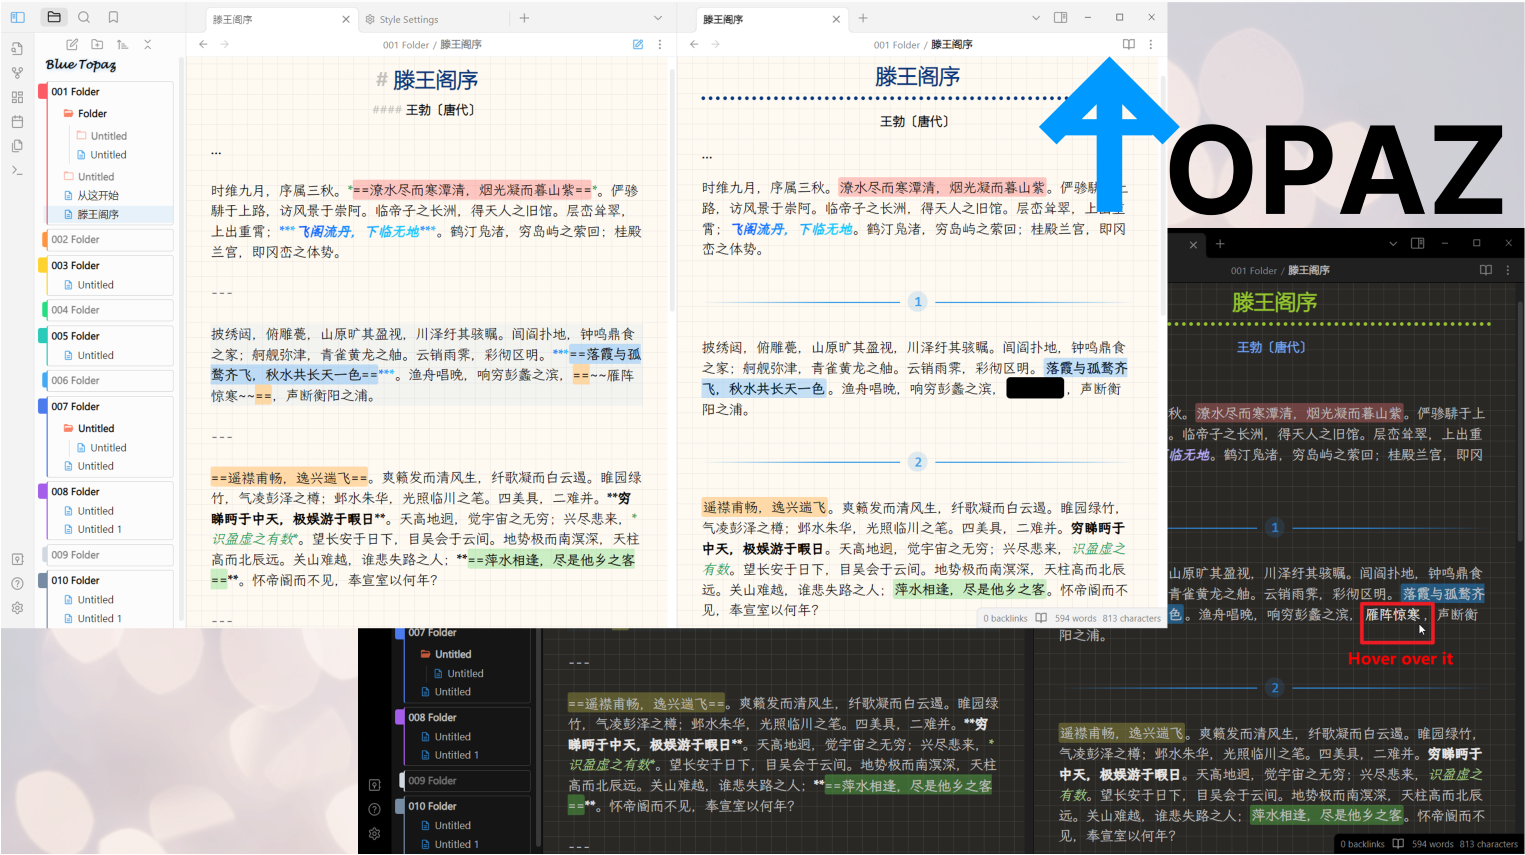 滕王阁序
Style Settings
001 Folder / 滕王阁序
Blue Topaz
001 Folder
Folder
Untitled
Untitled
Untitled
从这开始
滕王阁序
002 Folder
003 Folder
Untitled
004 Folder
005 Folder
Untitled
006 Folder
007 Folder
Untitled
Untitled
Untitled
008 Folder
Untitled
Untitled 1
009 Folder
010 Folder
Untitled
Untitled 1
# 滕王阁序
#### 王勃〔唐代〕
...
时维九月，序属三秋。*==潦水尽而寒潭清，烟光凝而暮山紫==*。俨骖
騑于上路，访风景于崇阿。临帝子之长洲，得天人之旧馆。层峦耸翠，
上出重霄；***飞阁流丹，下临无地***。鹤汀凫渚，穷岛屿之萦回；桂殿
兰宫，即冈峦之体势。
---
披绣闼，俯雕甍，山原旷其盈视，川泽纡其骇瞩。闾阎扑地，钟鸣鼎食
之家；舸舰弥津，青雀黄龙之舳。云销雨霁，彩彻区明。***==落霞与孤
鹜齐飞，秋水共长天一色==***。渔舟唱晚，响穷彭蠡之滨，==~~雁阵
惊寒~~==，声断衡阳之浦。
---
==遥襟甫畅，逸兴遄飞==。爽籁发而清风生，纤歌凝而白云遏。睢园绿
竹，气凌彭泽之樽；邺水朱华，光照临川之笔。四美具，二难并。**穷
睇眄于中天，极娱游于暇日**。天高地迥，觉宇宙之无穷；兴尽悲来，*
识盈虚之有数*。望长安于日下，目吴会于云间。地势极而南溟深，天柱
高而北辰远。关山难越，谁悲失路之人；**==萍水相逢，尽是他乡之客
==**。怀帝阍而不见，奉宣室以何年？
---
滕王阁序
001 Folder / 滕王阁序
滕王阁序
王勃〔唐代〕
...
时维九月，序属三秋。潦水尽而寒潭清，烟光凝而暮山紫。俨骖騑于上
路，访风景于崇阿。临帝子之长洲，得天人之旧馆。层峦耸翠，上出重
霄；飞阁流丹，下临无地。鹤汀凫渚，穷岛屿之萦回；桂殿兰宫，即冈
峦之体势。
1
披绣闼，俯雕甍，山原旷其盈视，川泽纡其骇瞩。闾阎扑地，钟鸣鼎食
之家；舸舰弥津，青雀黄龙之舳。云销雨霁，彩彻区明。落霞与孤鹜齐
飞，秋水共长天一色。渔舟唱晚，响穷彭蠡之滨，，声断衡
阳之浦。
2
遥襟甫畅，逸兴遄飞。爽籁发而清风生，纤歌凝而白云遏。睢园绿竹，
气凌彭泽之樽；邺水朱华，光照临川之笔。四美具，二难并。穷睇眄于
中天，极娱游于暇日。天高地迥，觉宇宙之无穷；兴尽悲来，识盈虚之
有数。望长安于日下，目吴会于云间。地势极而南溟深，天柱高而北辰
远。关山难越，谁悲失路之人；萍水相逢，尽是他乡之客。怀帝阍而不
见，奉宣室以何年？
0 backlinks 594 words 813 characters
OPAZ
001 Folder / 滕王阁序
滕王阁序
王勃〔唐代〕
秋。潦水尽而寒潭清，烟光凝而暮山紫。俨骖騑于上
。临帝子之长洲，得天人之旧馆。层峦耸翠，上出重
临无地。鹤汀凫渚，穷岛屿之萦回；桂殿兰宫，即冈
1
山原旷其盈视，川泽纡其骇瞩。闾阎扑地，钟鸣鼎食
青雀黄龙之舳。云销雨霁，彩彻区明。落霞与孤鹜齐
色。渔舟唱晚，响穷彭蠡之滨，雁阵惊寒，声断衡
阳之浦。
Hover over it
2
遥襟甫畅，逸兴遄飞。爽籁发而清风生，纤歌凝而白云遏。睢园绿竹，
气凌彭泽之樽；邺水朱华，光照临川之笔。四美具，二难并。穷睇眄于
中天，极娱游于暇日。天高地迥，觉宇宙之无穷；兴尽悲来，识盈虚之
有数。望长安于日下，目吴会于云间。地势极而南溟深，天柱高而北辰
远。关山难越，谁悲失路之人；萍水相逢，尽是他乡之客。怀帝阍而不
见，奉宣室以何年？
0 backlinks 594 words 813 characters
007 Folder
Untitled
Untitled
Untitled
008 Folder
Untitled
Untitled 1
009 Folder
010 Folder
Untitled
Untitled 1
---
==遥襟甫畅，逸兴遄飞==。爽籁发而清风生，纤歌凝而白云遏。睢园绿
竹，气凌彭泽之樽；邺水朱华，光照临川之笔。四美具，二难并。**穷
睇眄于中天，极娱游于暇日**。天高地迥，觉宇宙之无穷；兴尽悲来，*
识盈虚之有数*。望长安于日下，目吴会于云间。地势极而南溟深，天柱
高而北辰远。关山难越，谁悲失路之人；**==萍水相逢，尽是他乡之客
==**。怀帝阍而不见，奉宣室以何年？
---